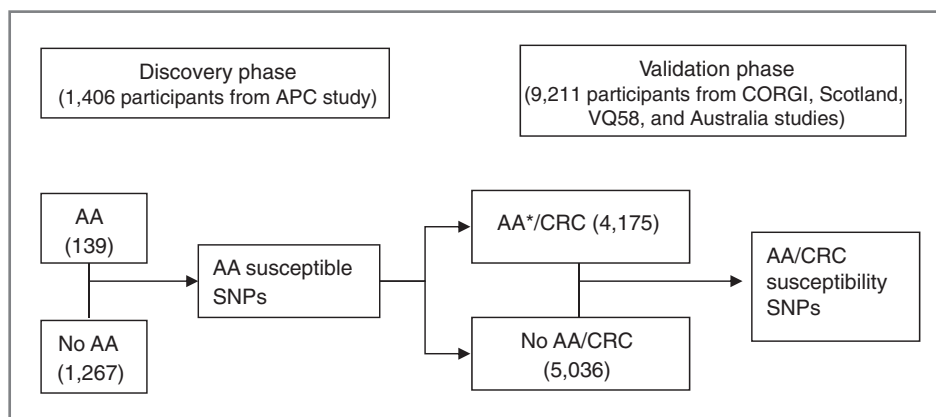 Discovery phase
(1,406 participants from APC study)
Validation phase
(9,211 participants from CORGI, Scotland,
VQ58, and Australia studies)
AA
(139)
No AA
(1,267)
AA susceptible
SNPs
AA*/CRC (4,175)
No AA/CRC
(5,036)
AA/CRC
susceptibility
SNPs